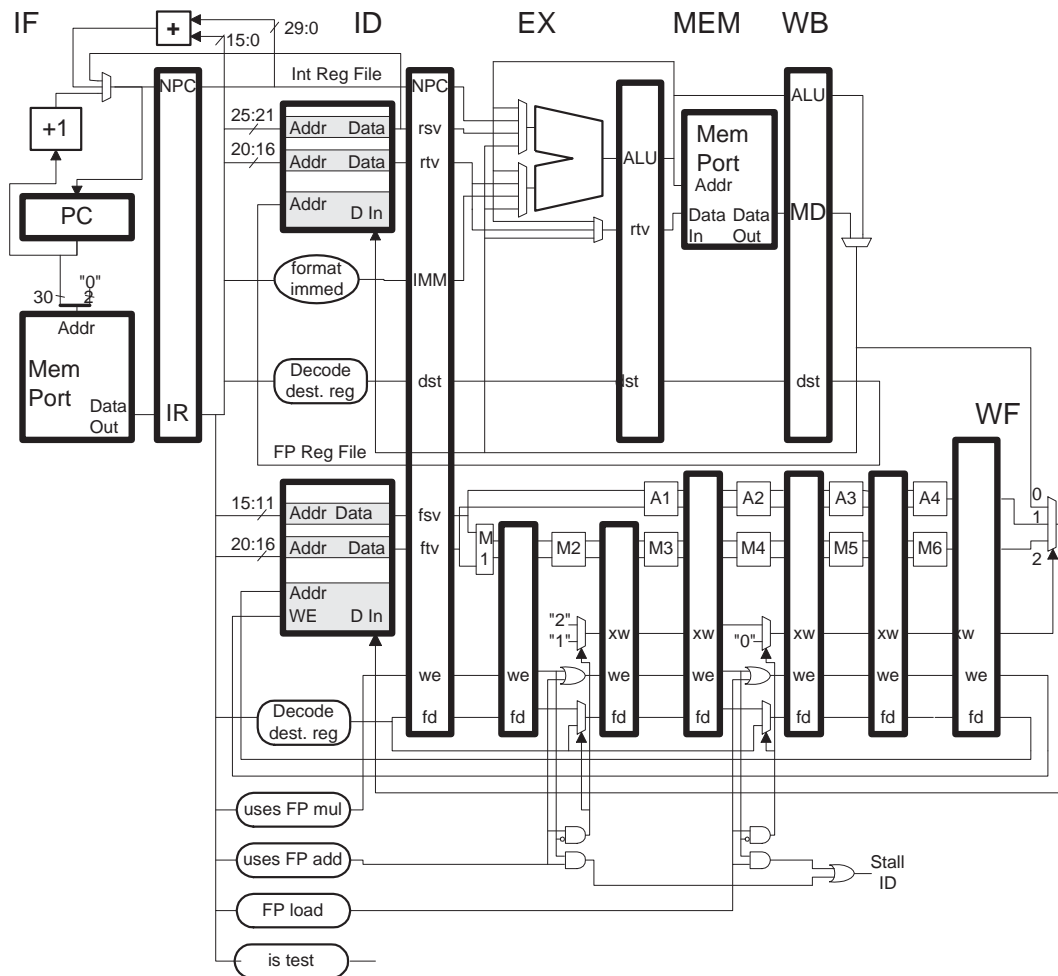 IF
ID
EX
MEM
WB
+
29:0
15:0
Int Reg File
NPC
NPC
ALU
+1
25:21
Addr Data
rsv
20:16
Addr Data
rtv
ALU
Mem
Port
Addr
PC
Addr
D In
rtv
Data
In
Data
Out
MD
format
immed
IMM
30
"0"
2
Addr
Mem
Port
Data
Out
IR
Decode
dest. reg
dst
dst
dst
FP Reg File
WF
15:11
Addr Data
fsv
A1
A2
A3
A4
0
1
20:16
Addr Data
ftv
M
1
M2
M3
M4
M5
M6
2
Addr
WE D In
"2"
"1"
xw
xw
"0"
xw
xw
xw
we
we
we
we
we
we
we
Decode
dest. reg
fd
fd
fd
fd
fd
fd
fd
uses FP mul
uses FP add
Stall
ID
FP load
is test